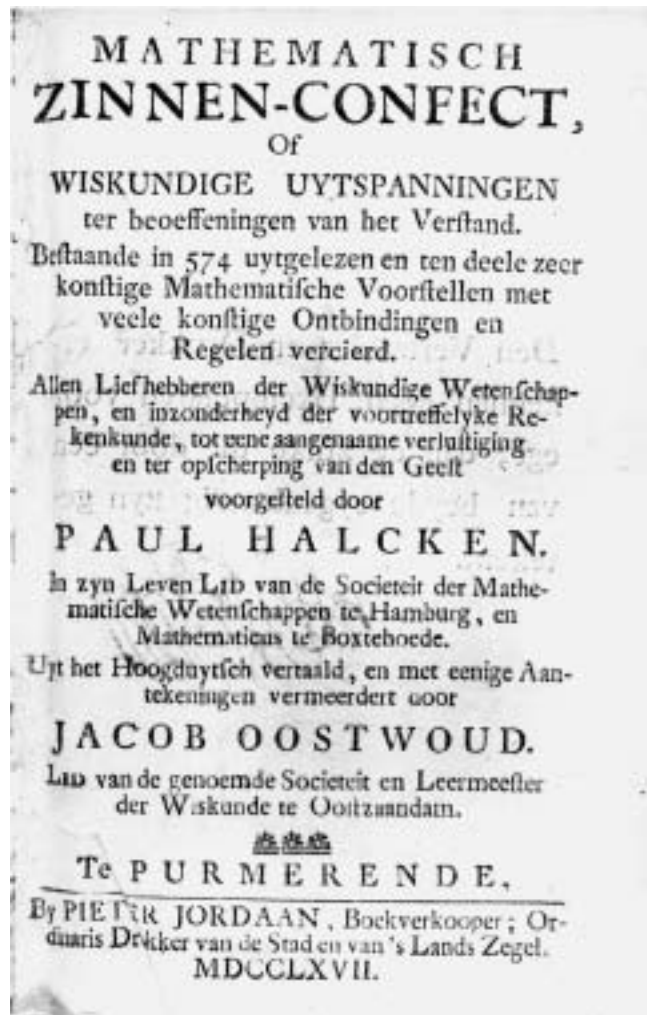 MATHEMATISCH
ZINNEN-CONFECT,
Of
WISKUNDIGE UYTSPANNINGEN
ter beoeffeningen van het Verſtand.
Beſtaande in 574 uytgelezen en ten deele zeer
konſtige Mathematiſche Voorſtellen met
veele konſtige Ontbindingen en
Regelen vercierd.
Allen Liefhebberen der Wiskundige Wetenſchap-
pen, en inzonderheyd der voortreffelyke Re-
kenkunde, tot eene aangenaame verluſtiging
en ter opſcherping van den Geeſt
voorgeſteld door
PAUL HALCKEN.
In zyn Leven LID van de Societeit der Mathe-
matiſche Wetenſchappen te Hamburg, en
Mathematicus te Boxtehoede.
Uyt het Hoogduytſch vertaald, en met eenige Aan-
tekeningen vermeerdert door
JACOB OOSTWOUD.
LID van de genoemde Societeit en Leermeeſter
der Wiskunde te Ooſtzaandam.
Te PURMERENDE,
By PIETER JORDAAN, Boekverkooper; Or-
dinaris Drukker van de Stad en van 's Lands Zegel.
MDCCLXVII.